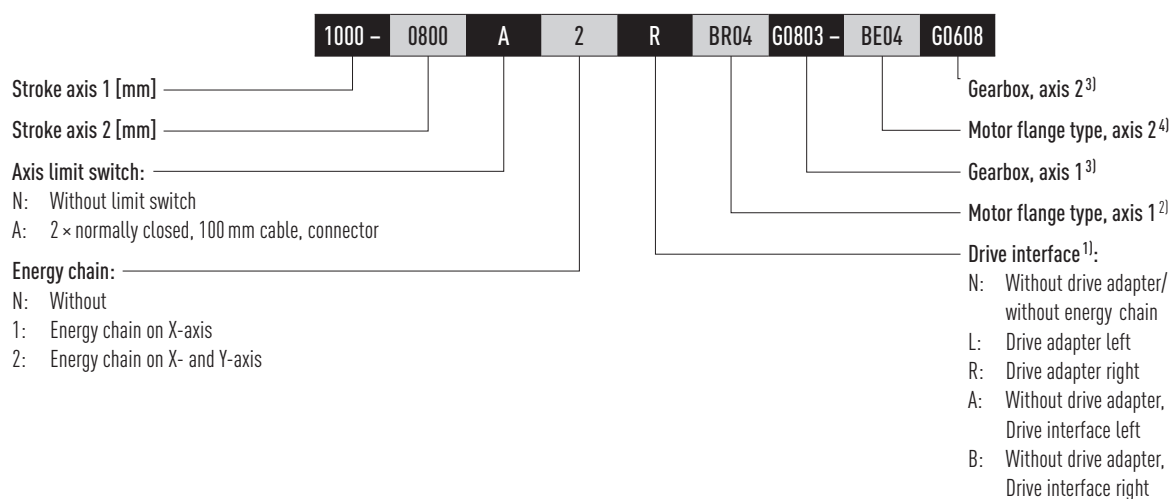 1000 – 0800 A 2 R BR04 G0803 – BE04 G0608
Stroke axis 1 [mm]
Stroke axis 2 [mm]
Axis limit switch:
N: Without limit switch
A: 2 × normally closed, 100 mm cable, connector
Energy chain:
N: Without
1: Energy chain on X-axis
2: Energy chain on X- and Y-axis
Gearbox, axis 2 3)
Motor flange type, axis 2 4)
Gearbox, axis 1 3)
Motor flange type, axis 1 2)
Drive interface 1):
N: Without drive adapter/
without energy chain
L: Drive adapter left
R: Drive adapter right
A: Without drive adapter,
Drive interface left
B: Without drive adapter,
Drive interface right